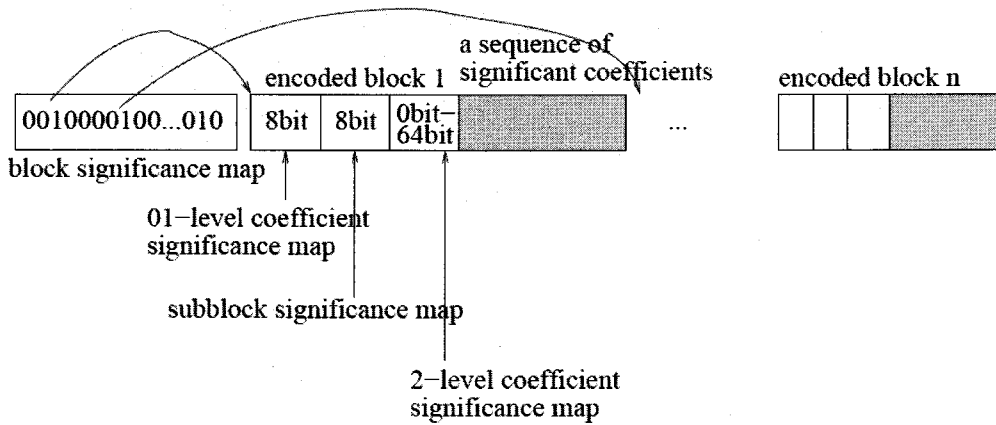 a sequence of
significant coefficients
encoded block 1
encoded block n
0010000100...010
8bit
8bit
0bit−
64bit
...
block significance map
01−level coefficient
significance map
subblock significance map
2−level coefficient
significance map